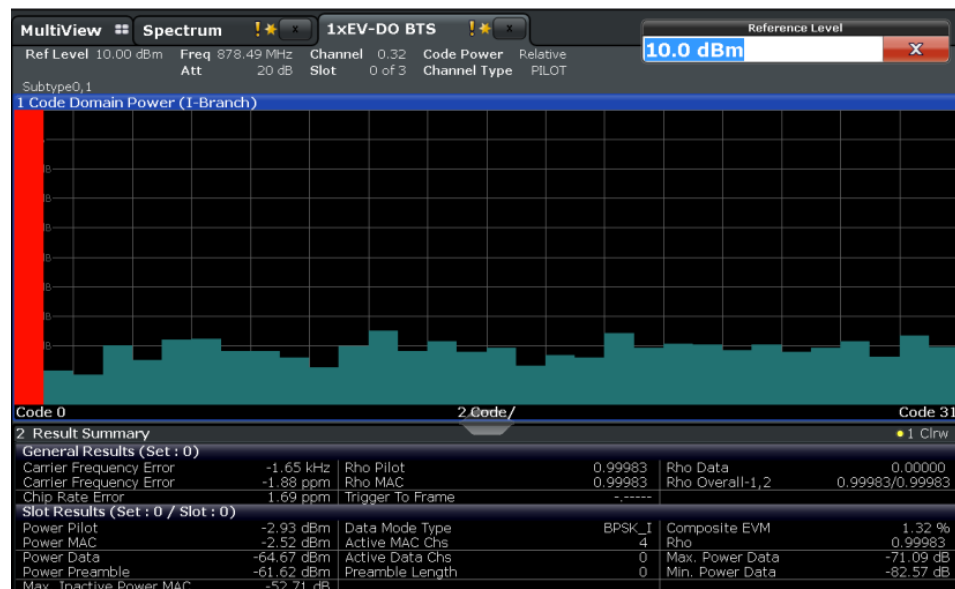 MultiView Spectrum ! x 1xEV-DO BTS ! x Reference Level
10.0 dBm X
Ref Level 10.00 dBm Freq 878.49 MHz Channel 0.32 Code Power Relative
Att 20 dB Slot 0 of 3 Channel Type PILOT
Subtype0,1
1 Code Domain Power (I-Branch)
Code 0 2 Code/ Code 31
2 Result Summary 1 Clrw
General Results (Set : 0)
Carrier Frequency Error -1.65 kHz Rho Pilot 0.99983 Rho Data 0.00000
Carrier Frequency Error -1.88 ppm Rho MAC 0.99983 Rho Overall-1,2 0.99983/0.99983
Chip Rate Error 1.69 ppm Trigger To Frame -.-----
Slot Results (Set : 0 / Slot : 0)
Power Pilot -2.93 dBm Data Mode Type BPSK_I Composite EVM 1.32 %
Power MAC -2.52 dBm Active MAC Chs 4 Rho 0.99983
Power Data -64.67 dBm Active Data Chs 0 Max. Power Data -71.09 dB
Power Preamble -61.62 dBm Preamble Length 0 Min. Power Data -82.57 dB
Max. Inactive Power MAC -52.71 dB